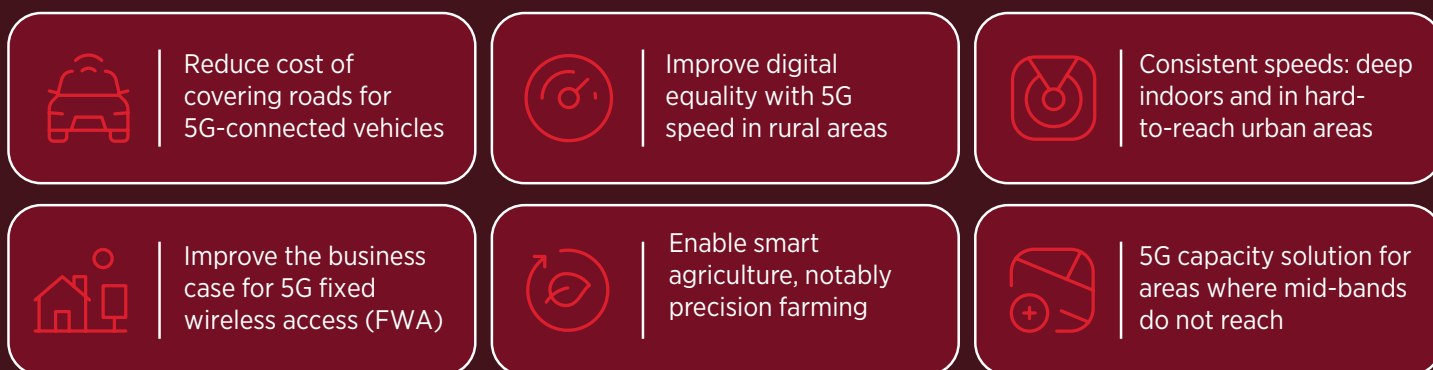 Reduce cost of
covering roads for
5G-connected vehicles
Improve digital
equality with 5G
speed in rural areas
Consistent speeds: deep
indoors and in hard-
to-reach urban areas
Improve the business
case for 5G fixed
wireless access (FWA)
Enable smart
agriculture, notably
precision farming
5G capacity solution for
areas where mid-bands
do not reach